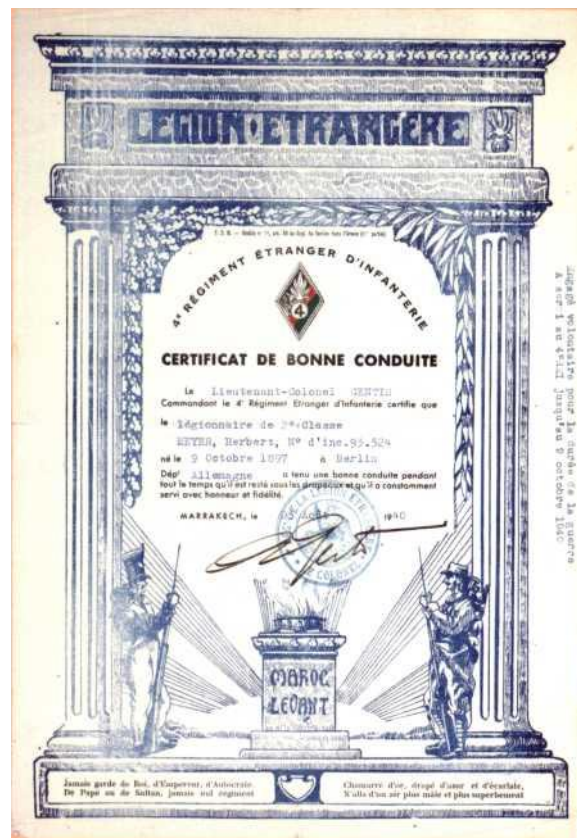 LEGION·ETRANGERE
4e RÉGIMENT ÉTRANGER D'INFANTERIE
4
CERTIFICAT DE BONNE CONDUITE
Le Lieutenant-Colonel GENTIS
Commandant le 4e Régiment Etranger d'Infanterie certifie que
le légionnaire de 2e Classe
MEYER, Herbert, N° d'inc. 93.524
né le 9 Octobre 1897 à Berlin
Dépt Allemagne a tenu une bonne conduite pendant
tout le temps qu'il est resté sous les drapeaux et qu'il a constamment
servi avec honneur et fidélité.
MARRAKECH, le 1940
LE COLONEL
MAROC
LEVANT
Jamais garde de Roi, d'Empereur, d'Autocrate,
De Pape ou de Sultan, jamais nul régiment
Chamarré d'or, drapé d'azur et d'écarlate,
N'alla d'un air plus mâle et plus superbement
Engagé volontaire pour la durée de la guerre
jusqu'au 9 octobre 1940